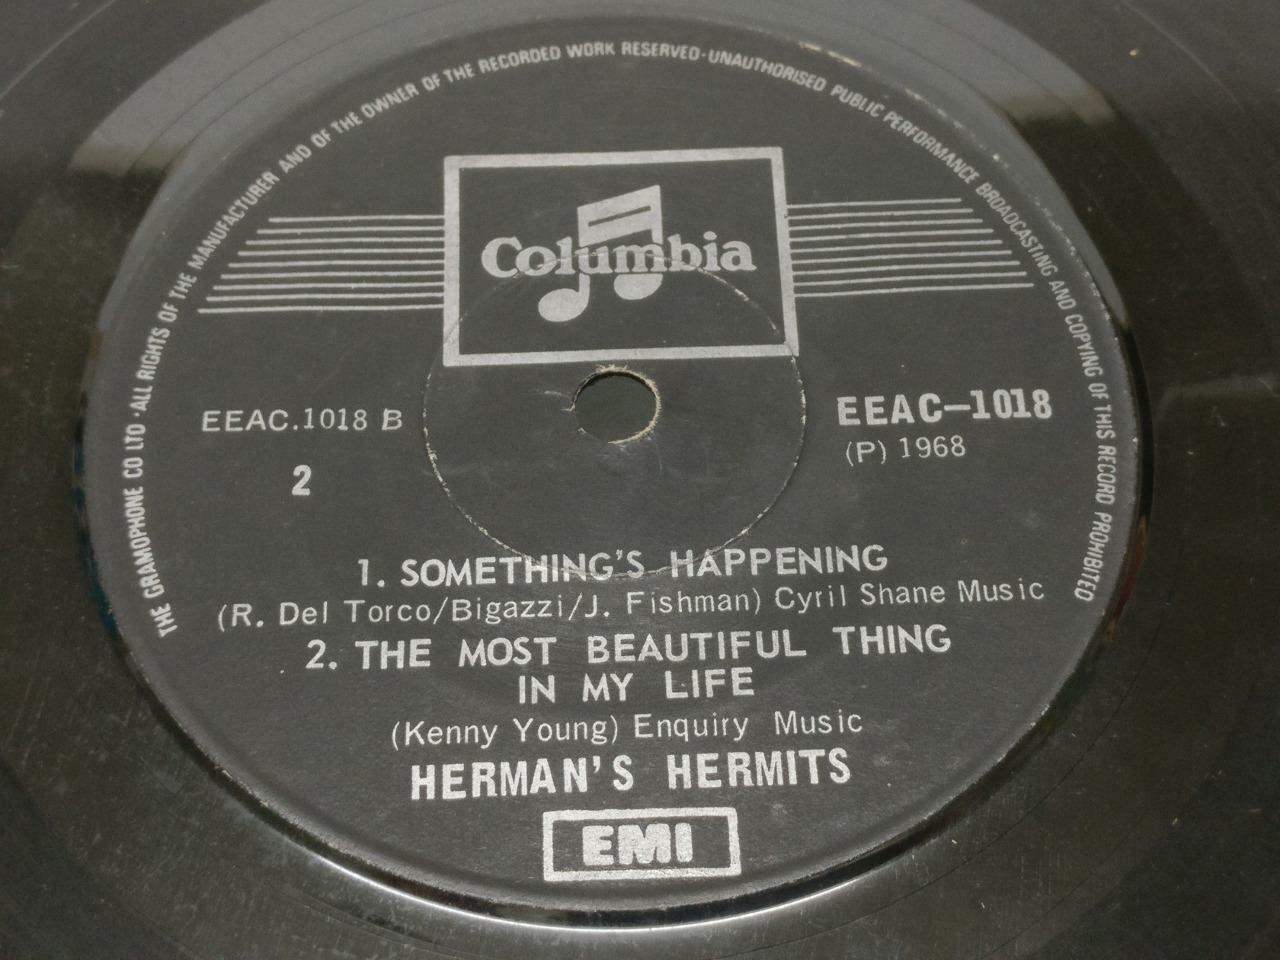 THE GRAMOPHONE CO LTD · ALL RIGHTS OF THE MANUFACTURER AND OF THE OWNER OF THE RECORDED WORK RESERVED · UNAUTHORISED PUBLIC PERFORMANCE BROADCASTING AND COPYING OF THIS RECORD PROHIBITED
Columbia
EEAC.1018 B
2
EEAC—1018
(P) 1968
1. SOMETHING'S HAPPENING
(R. Del Torco/Bigazzi/J. Fishman) Cyril Shane Music
2. THE MOST BEAUTIFUL THING
IN MY LIFE
(Kenny Young) Enquiry Music
HERMAN'S HERMITS
EMI